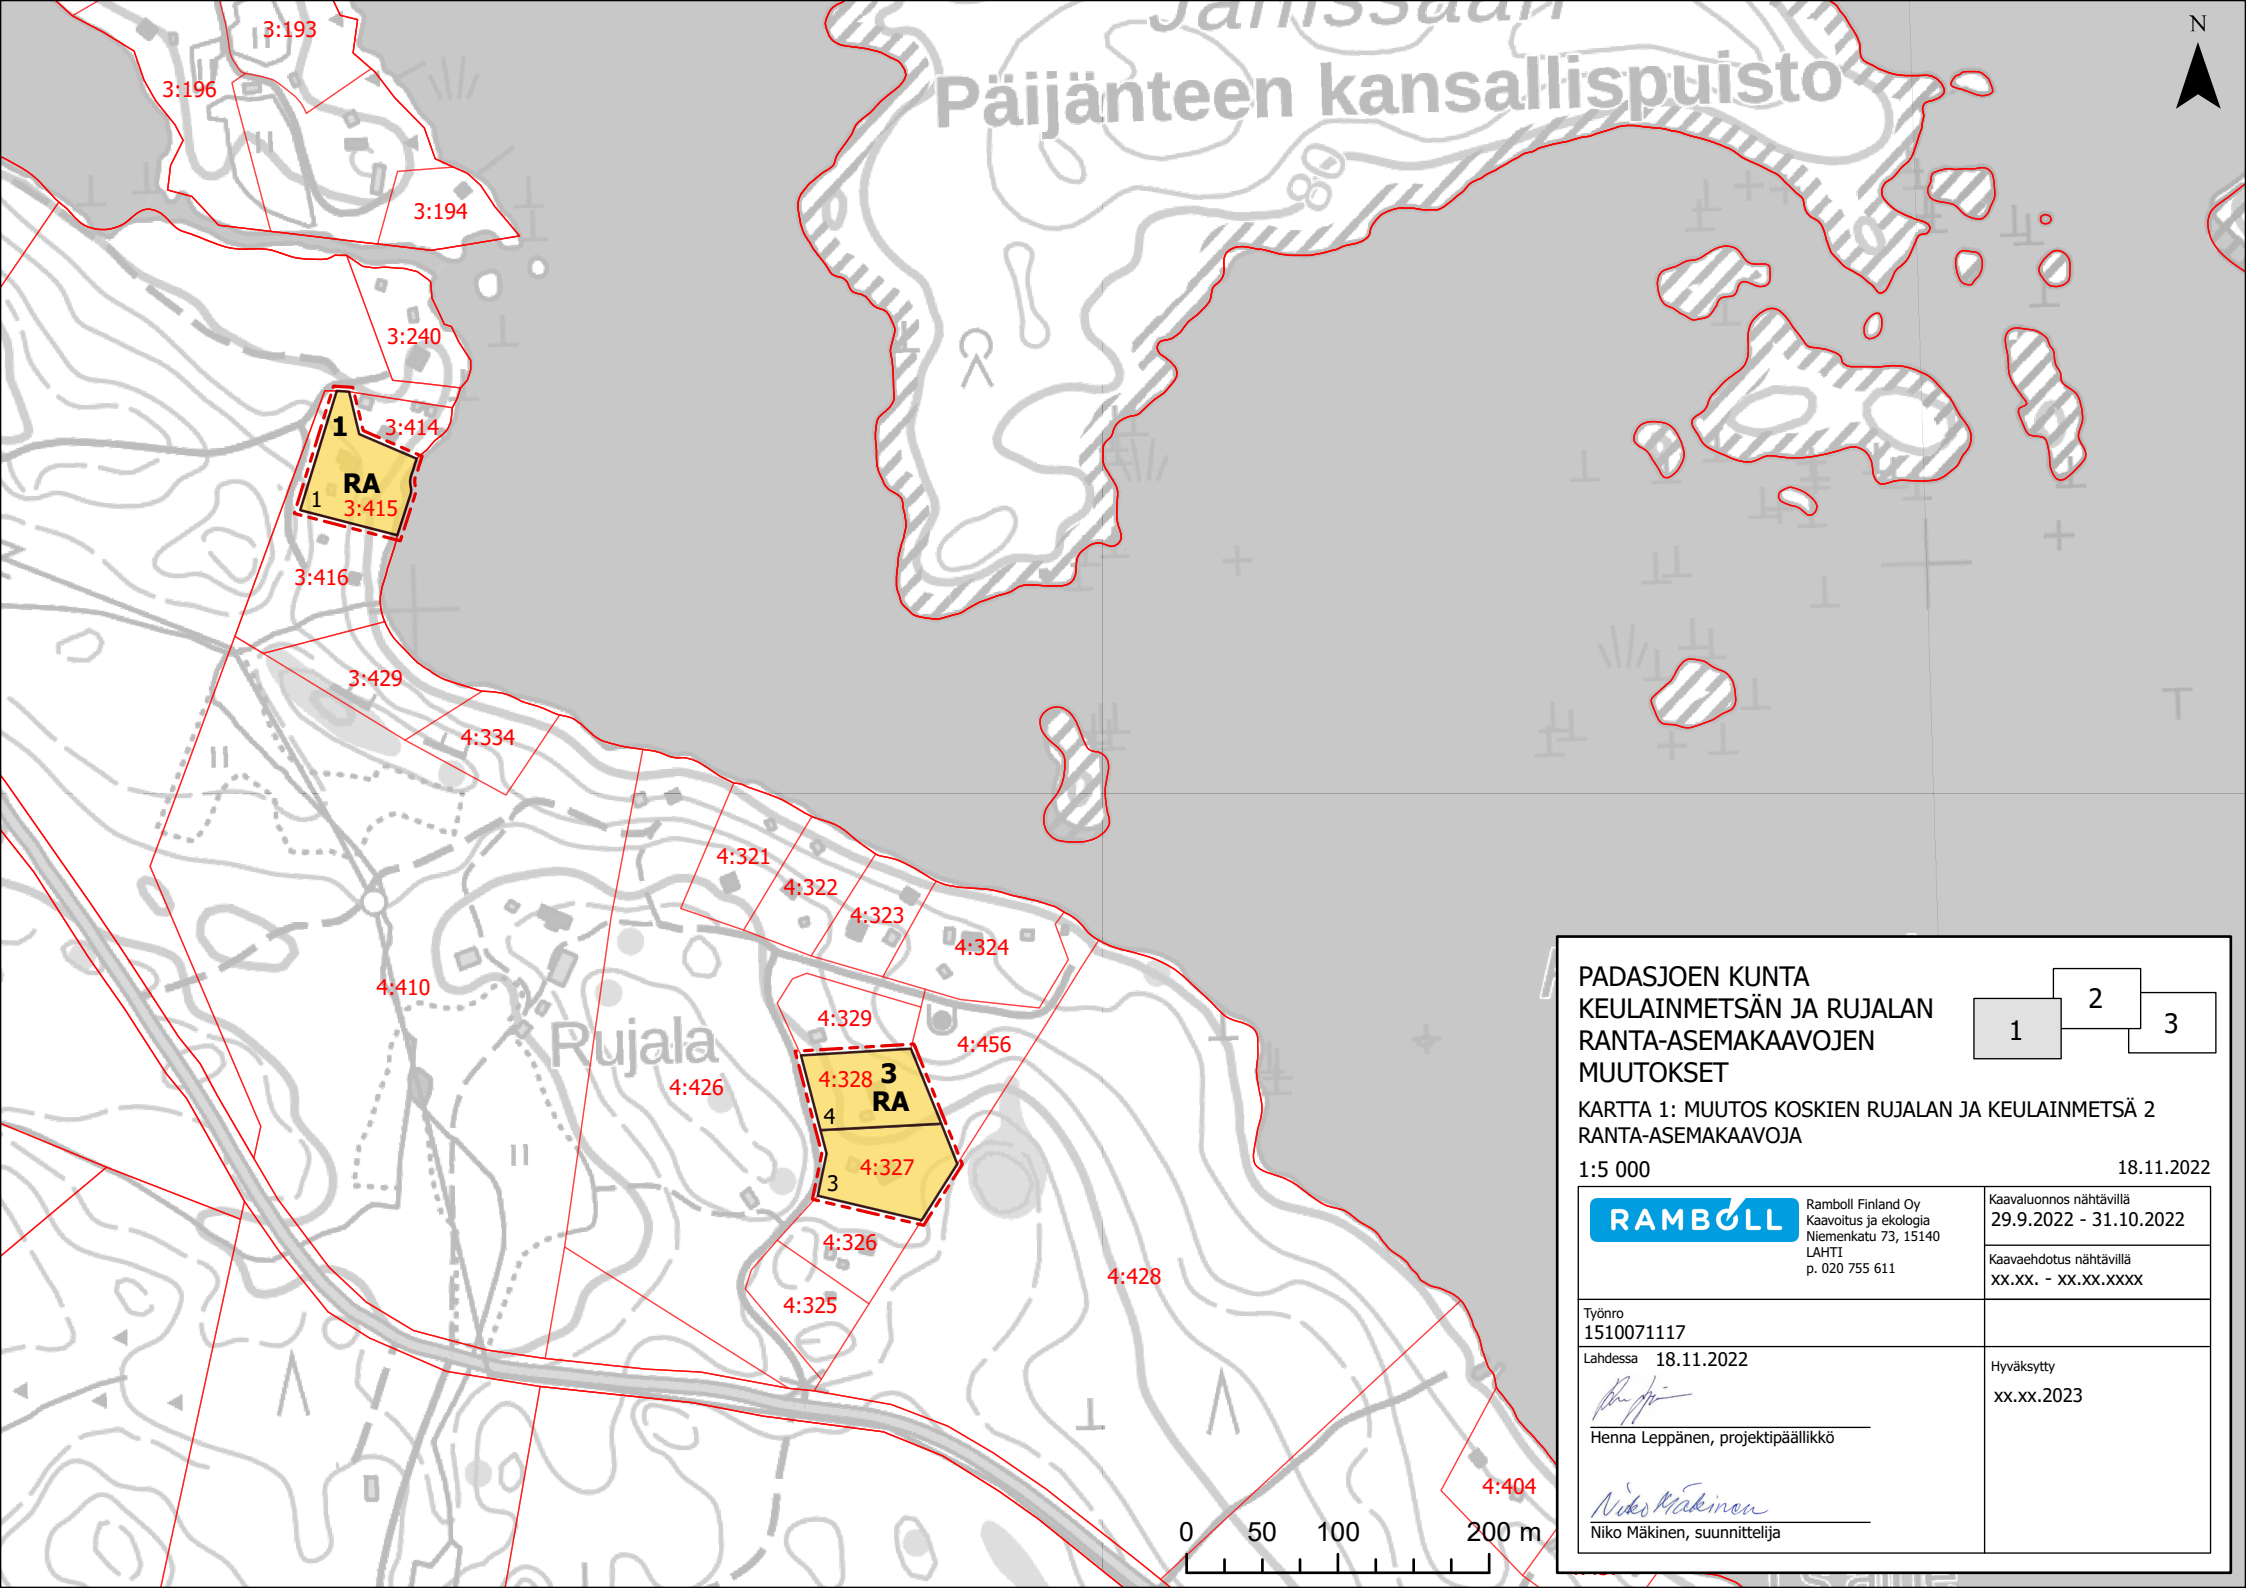 Jänissaari
Päijänteen kansallispuisto
N
3:193
3:196
3:194
3:240
1
3:414
RA
1
3:415
3:416
3:429
4:334
4:321
4:322
4:323
4:324
4:410
4:329
4:456
Rujala
4:426
4:328
3
RA
4
4:327
3
4:326
4:325
4:428
4:404
0 50 100 200 m
PADASJOEN KUNTA
KEULAINMETSÄN JA RUJALAN
RANTA-ASEMAKAAVOJEN
MUUTOKSET
1
2
3
KARTTA 1: MUUTOS KOSKIEN RUJALAN JA KEULAINMETSÄ 2
RANTA-ASEMAKAAVOJA
1:5 000 18.11.2022
RAMBOLL
Ramboll Finland Oy
Kaavoitus ja ekologia
Niemenkatu 73, 15140
LAHTI
p. 020 755 611
Kaavaluonnos nähtävillä
29.9.2022 - 31.10.2022
Kaavaehdotus nähtävillä
xx.xx. - xx.xx.xxxx
Työnro
1510071117
Lahdessa 18.11.2022
Henna Leppänen, projektipäällikkö
Niko Mäkinen
Niko Mäkinen, suunnittelija
Hyväksytty
xx.xx.2023